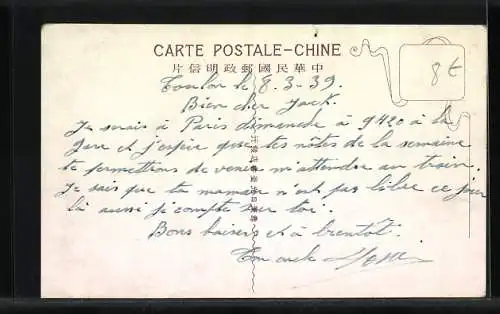 CARTE POSTALE-CHINE
片信明政郵國民華中
8 t
Toulon le 8-3-39.
Bien cher Jack.
Je serais à Paris dimanche à 9h20 à la
gare et j'espère que tes notes de la semaine
te permettrons de venir m'attendre au train.
Je sais que ta maman n'est pas libre ce jour
là aussi je compte sur toi.
Bons baisers et à bientôt.
Ton oncle